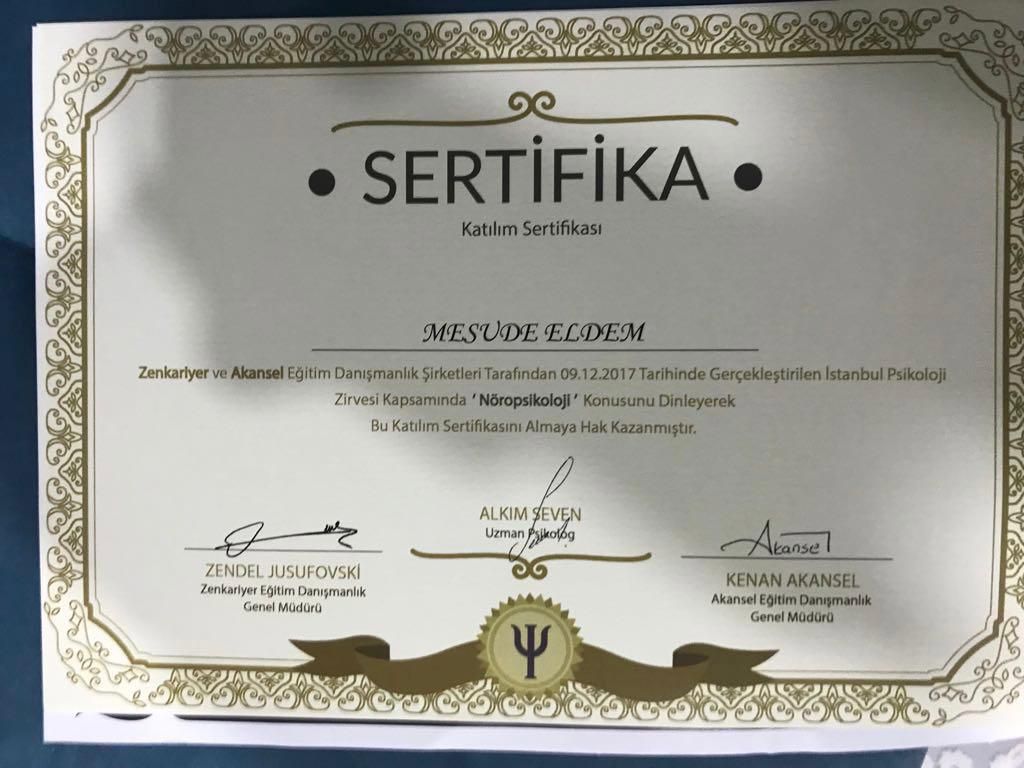 • SERTİFİKA •
Katılım Sertifikası
MESUDE ELDEM
Zenkariyer ve Akansel Eğitim Danışmanlık Şirketleri Tarafından 09.12.2017 Tarihinde Gerçekleştirilen İstanbul Psikoloji
Zirvesi Kapsamında ‘ Nöropsikoloji ’ Konusunu Dinleyerek
Bu Katılım Sertifikasını Almaya Hak Kazanmıştır.
ALKIM SEVEN
Uzman Psikolog
Akansel
ZENDEL JUSUFOVSKİ
Zenkariyer Eğitim Danışmanlık
Genel Müdürü
KENAN AKANSEL
Akansel Eğitim Danışmanlık
Genel Müdürü
Ψ